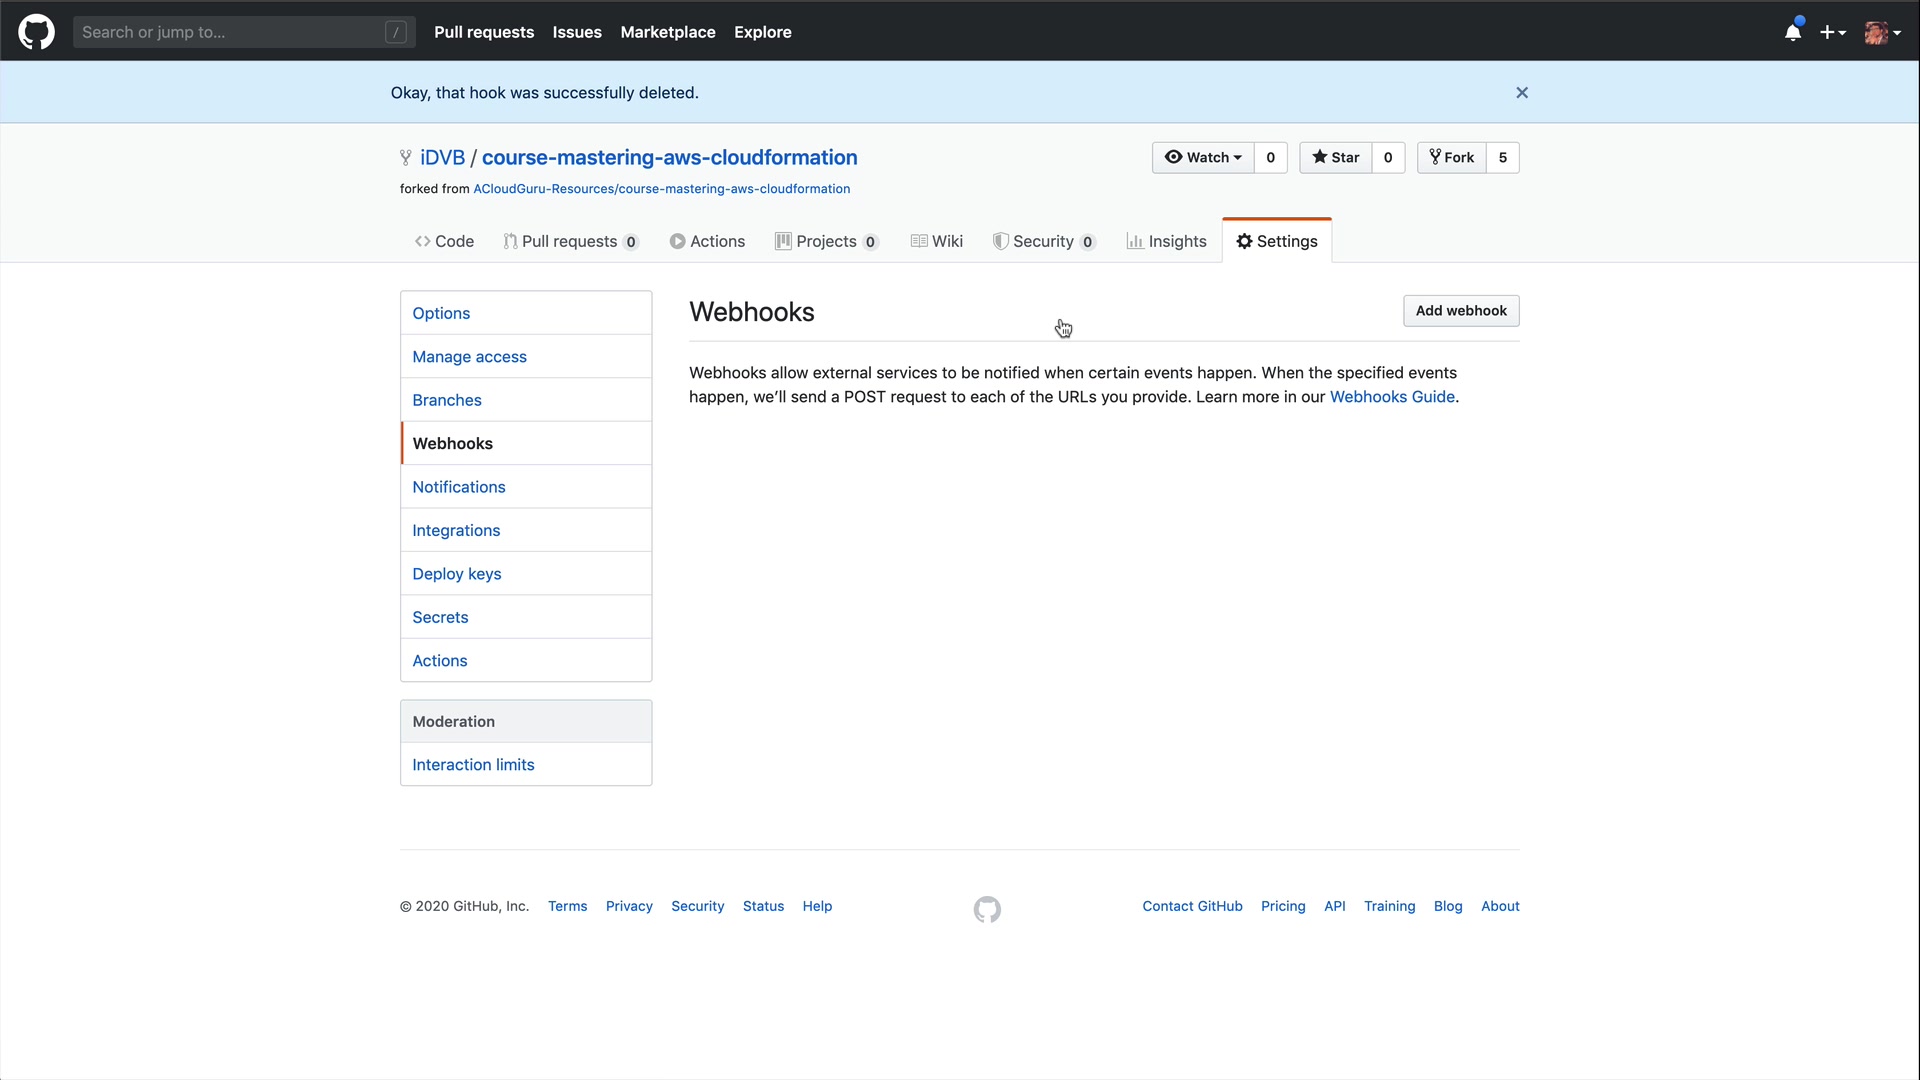 Search or jump to... /
Pull requests Issues Marketplace Explore
Okay, that hook was successfully deleted.
iDVB / course-mastering-aws-cloudformation
Watch 0 Star 0 Fork 5
forked from ACloudGuru-Resources/course-mastering-aws-cloudformation
Code Pull requests 0 Actions Projects 0 Wiki Security 0 Insights Settings
Options
Manage access
Branches
Webhooks
Notifications
Integrations
Deploy keys
Secrets
Actions
Moderation
Interaction limits
Webhooks
Add webhook
Webhooks allow external services to be notified when certain events happen. When the specified events
happen, we’ll send a POST request to each of the URLs you provide. Learn more in our Webhooks Guide.
© 2020 GitHub, Inc. Terms Privacy Security Status Help
Contact GitHub Pricing API Training Blog About